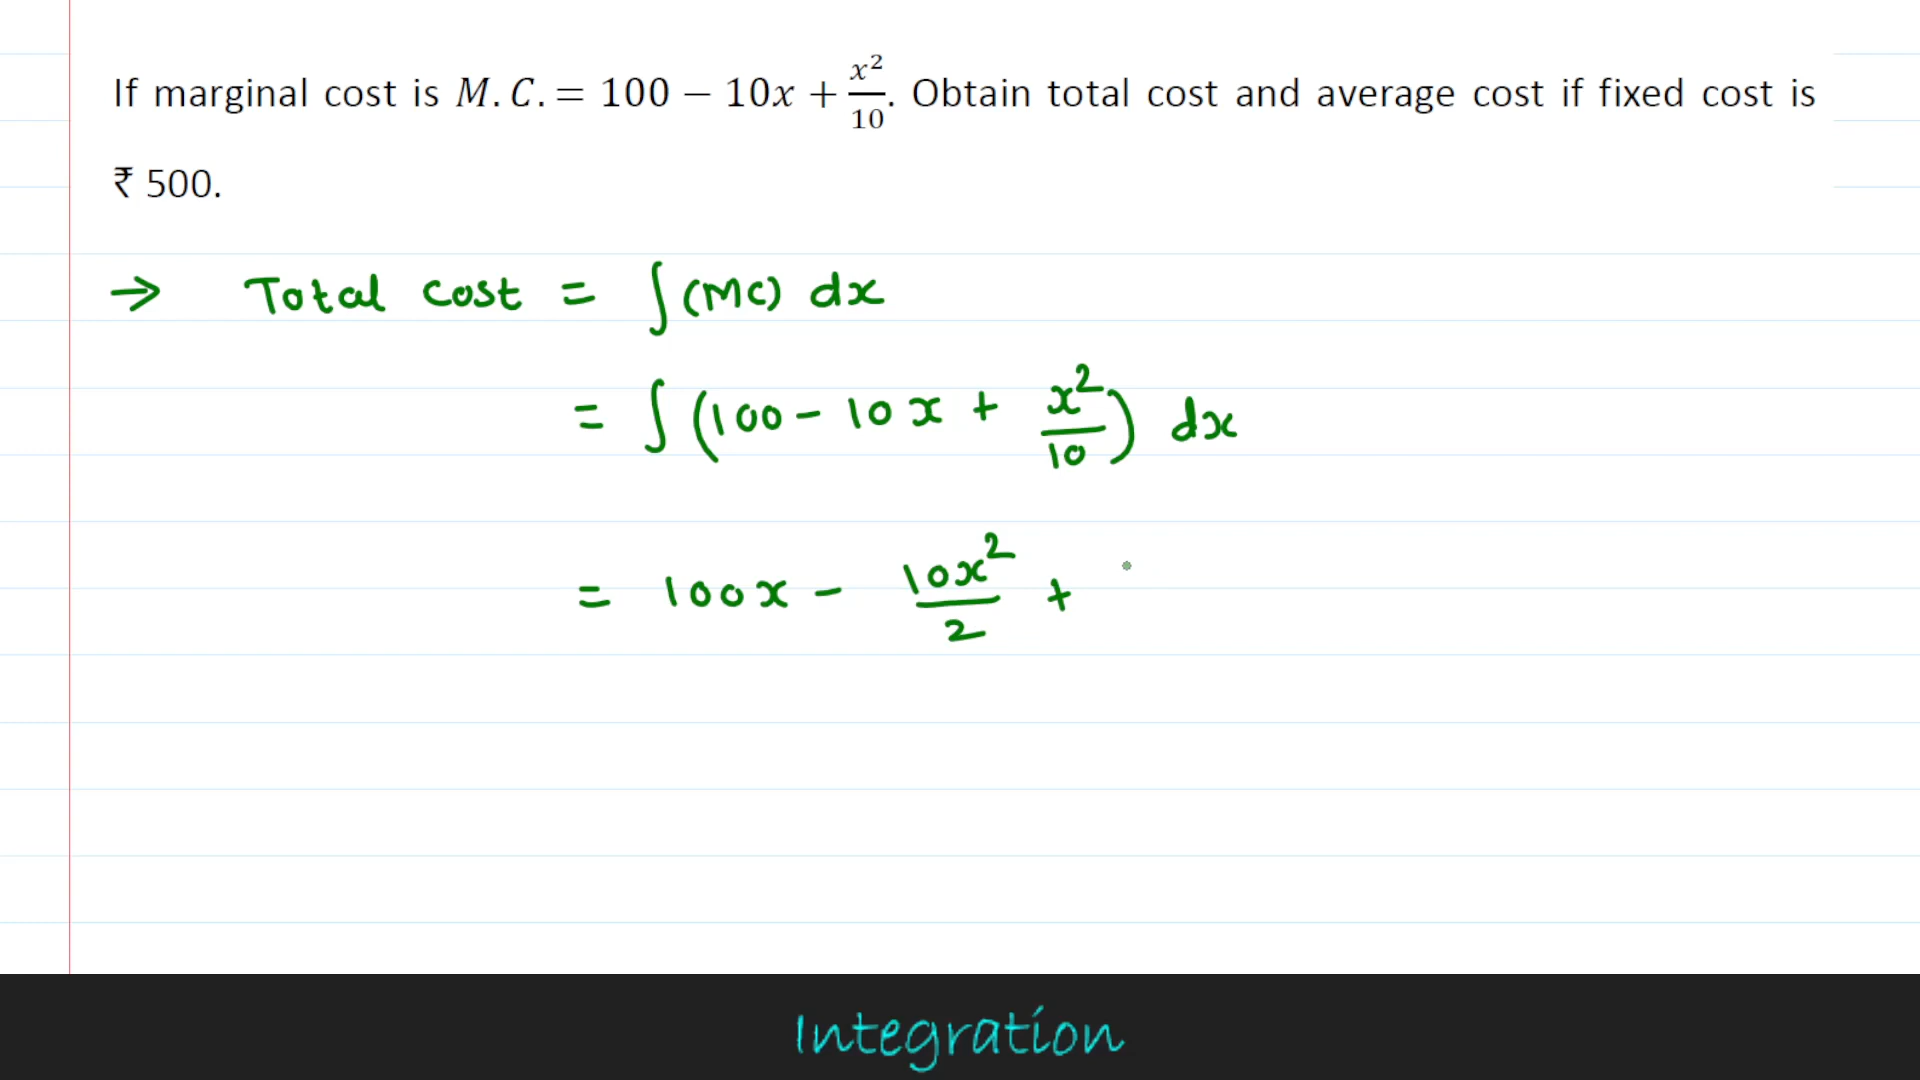 If marginal cost is M.C.= 100 − 10x + x²/10. Obtain total cost and average cost if fixed cost is
₹ 500.
→ Total cost = ∫(MC) dx
= ∫(100 − 10x + x²/10) dx
= 100x − 10x²/2 +
Integration